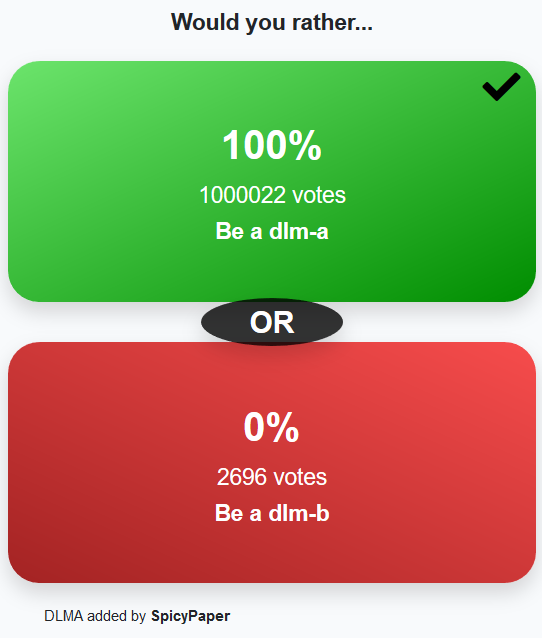 Would you rather...
100%
1000022 votes
Be a dlm-a
OR
0%
2696 votes
Be a dlm-b
DLMA added by SpicyPaper